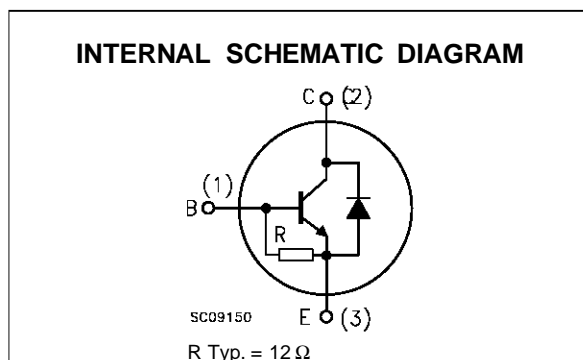 INTERNAL SCHEMATIC DIAGRAM
C (2)
(1)
B
R
SC09150
E (3)
R Typ. = 12 Ω